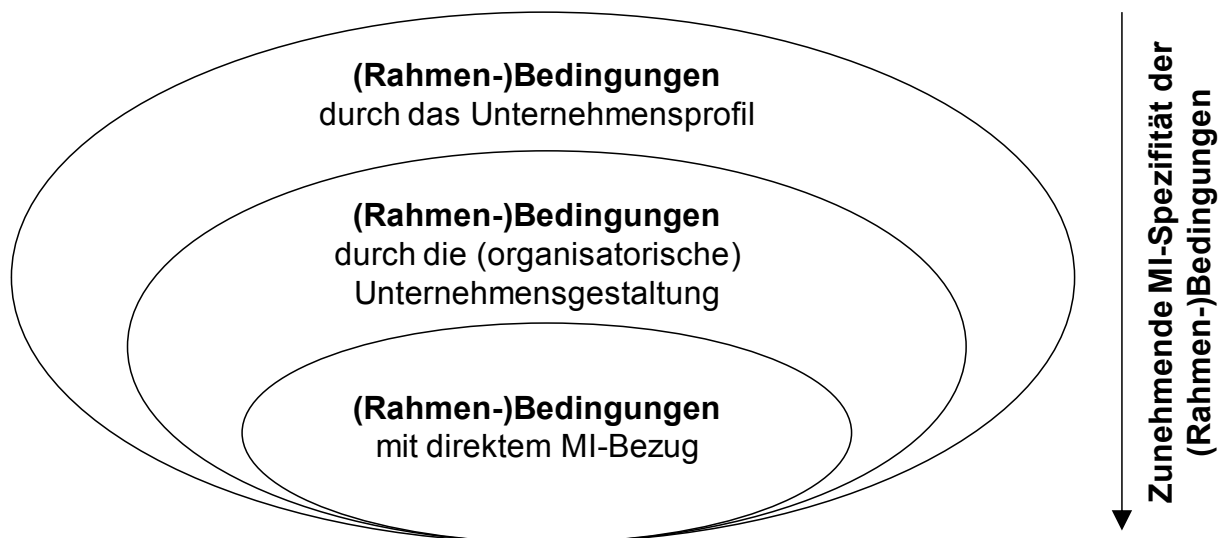 (Rahmen-)Bedingungen
durch das Unternehmensprofil
(Rahmen-)Bedingungen
durch die (organisatorische)
Unternehmensgestaltung
(Rahmen-)Bedingungen
mit direktem MI-Bezug
Zunehmende MI-Spezifität der
(Rahmen-)Bedingungen